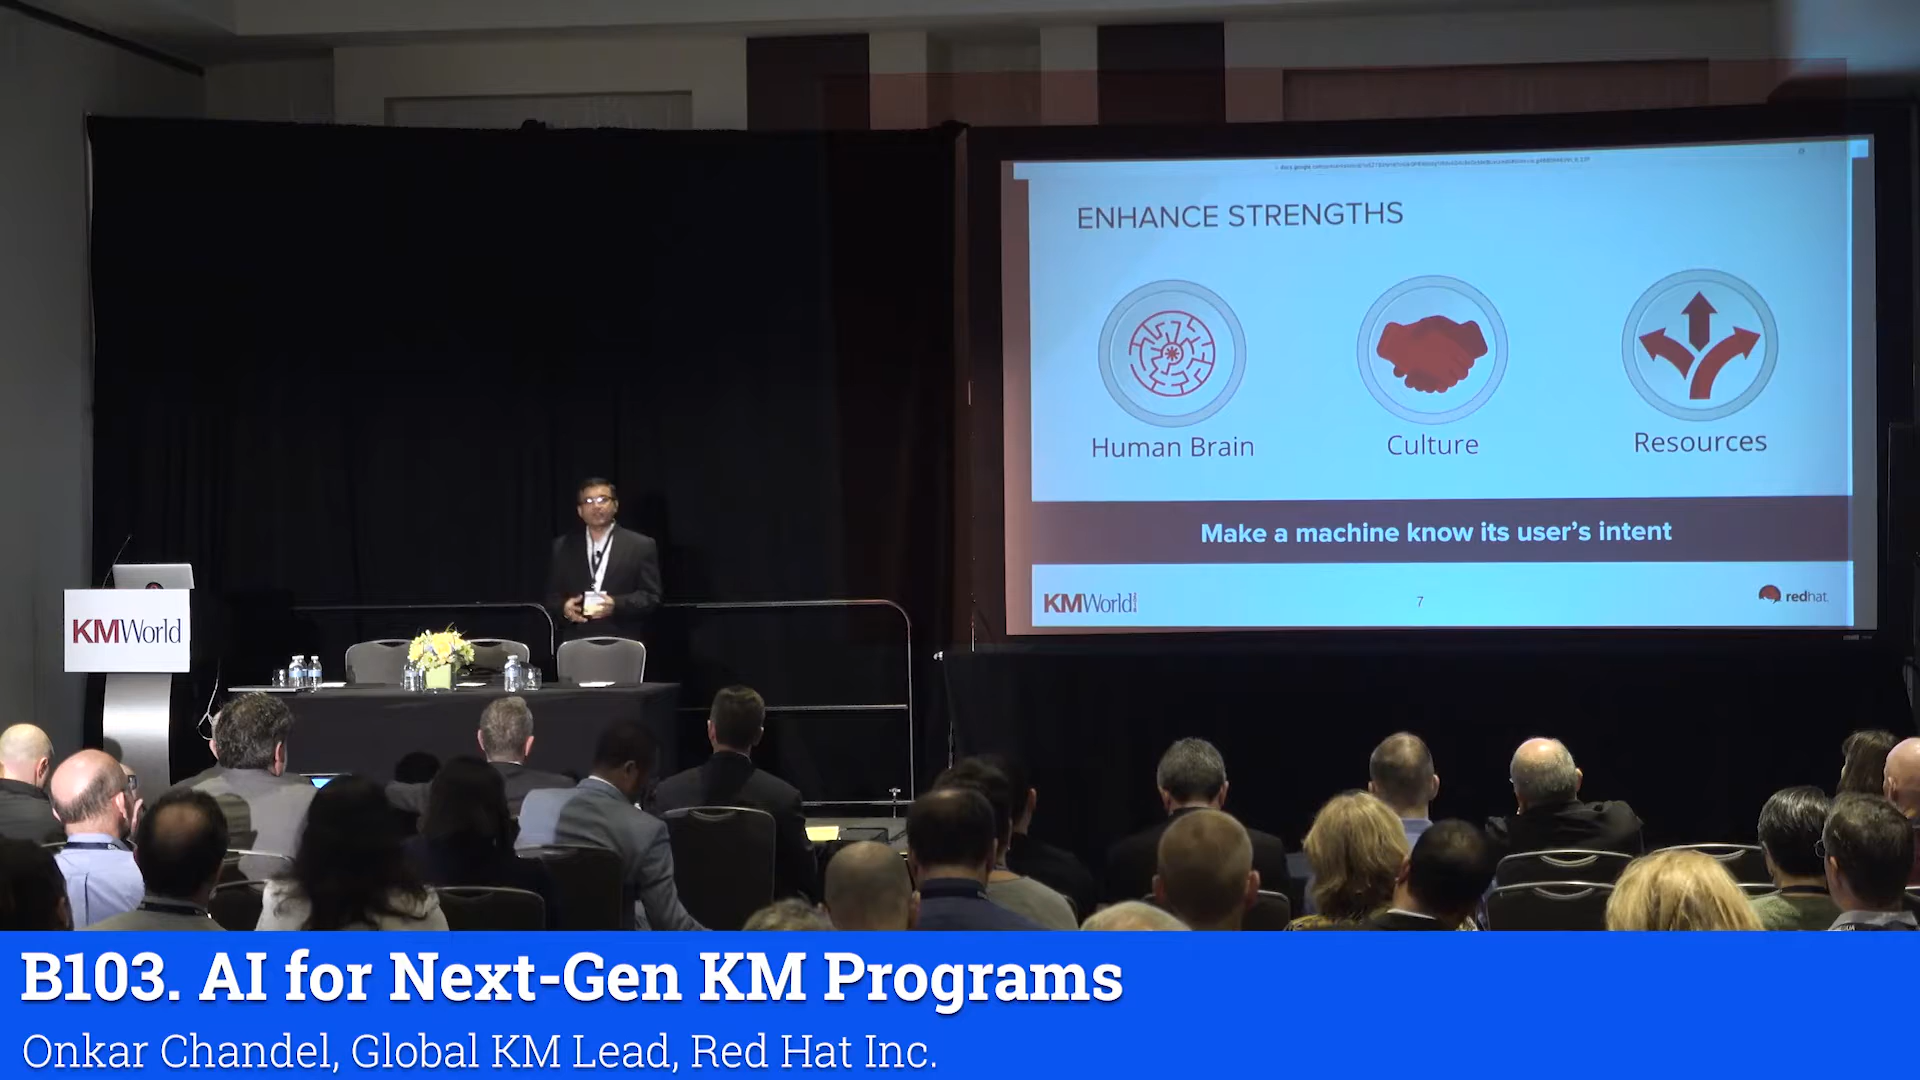 ENHANCE STRENGTHS
Human Brain
Culture
Resources
Make a machine know its user's intent
KMWorld
7
redhat.
KMWorld
B103. AI for Next-Gen KM Programs
Onkar Chandel, Global KM Lead, Red Hat Inc.